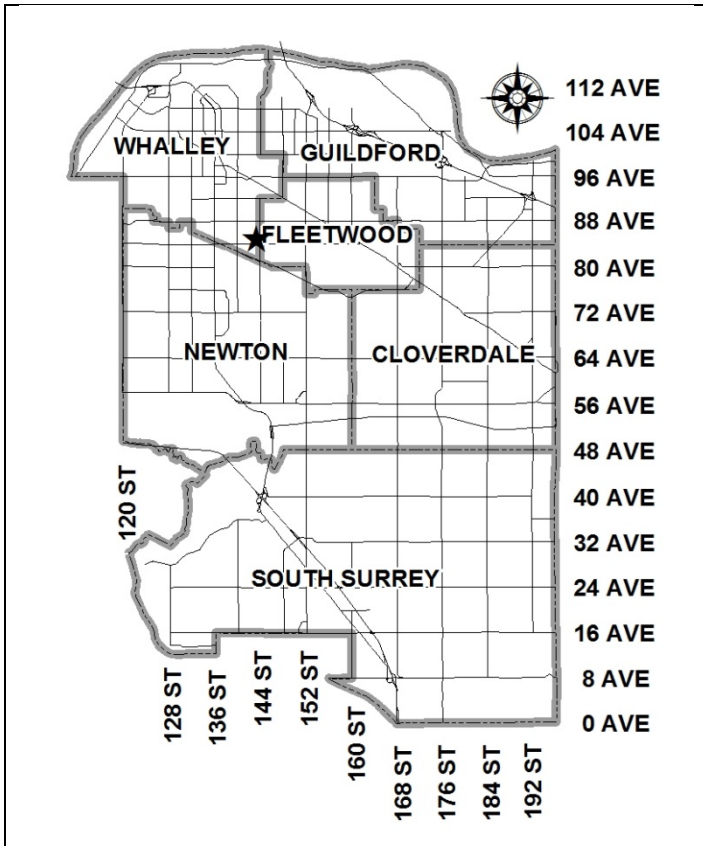 112 AVE
104 AVE
WHALLEY
GUILDFORD
96 AVE
88 AVE
FLEETWOOD
80 AVE
72 AVE
NEWTON
CLOVERDALE
64 AVE
56 AVE
48 AVE
120 ST
40 AVE
32 AVE
SOUTH SURREY
24 AVE
16 AVE
128 ST
136 ST
144 ST
152 ST
160 ST
8 AVE
0 AVE
168 ST
176 ST
184 ST
192 ST